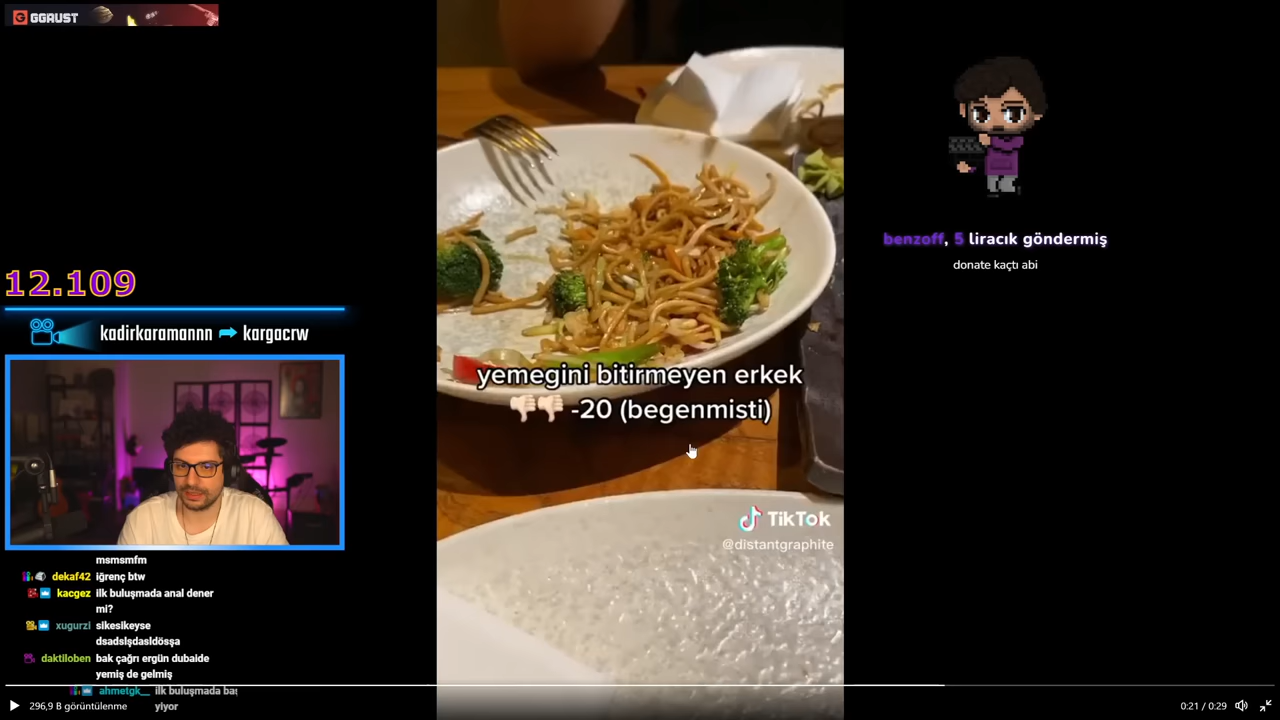 GGRUST
12.109
kadirkaramannn ➡ kargacrw
msmsmfm
dekaf42 iğrenç btw
kacgez ilk buluşmada anal dener
mi?
xugurzi sikesikeyse
dsadslşdasldösşa
daktiloben bak çağrı ergün dubaide
yemiş de gelmiş
ahmetgk__ ilk buluşmada baş
yiyor
296,9 B görüntülenme
yemegini bitirmeyen erkek
👎🏻👎🏻 -20 (begenmisti)
TikTok
@distantgraphite
benzoff, 5 liracık göndermiş
donate kaçtı abi
0:21 / 0:29